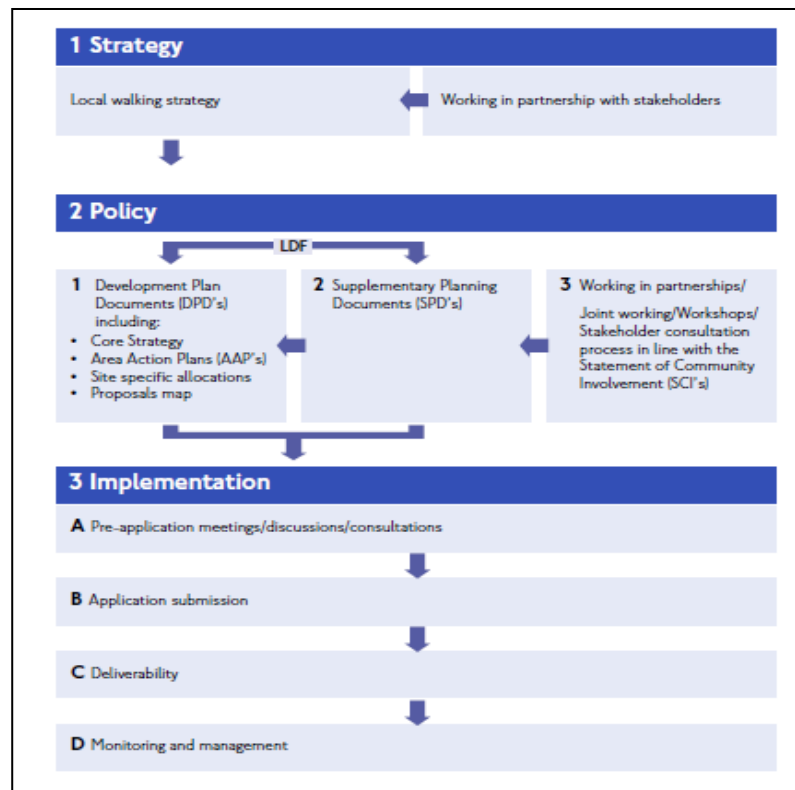 1 Strategy
Local walking strategy
Working in partnership with stakeholders
2 Policy
LDF
1 Development Plan
Documents (DPD's)
including:
• Core Strategy
• Area Action Plans (AAP's)
• Site specific allocations
• Proposals map
2 Supplementary Planning
Documents (SPD's)
3 Working in partnerships/
Joint working/Workshops/
Stakeholder consultation
process in line with the
Statement of Community
Involvement (SCI's)
3 Implementation
A Pre-application meetings/discussions/consultations
B Application submission
C Deliverability
D Monitoring and management